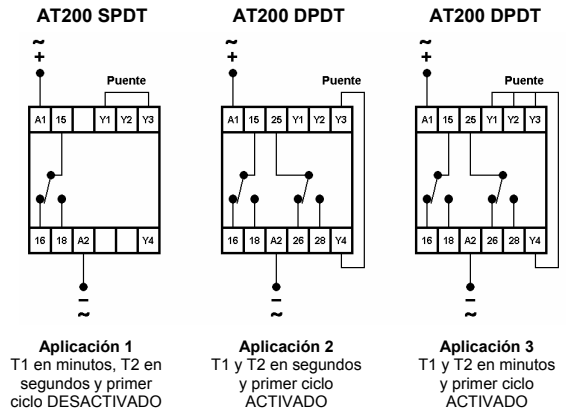 AT200 SPDT
AT200 DPDT
AT200 DPDT
~
+
~
+
~
+
Puente
Puente
Puente
A1 15 Y1 Y2 Y3
A1 15 25 Y1 Y2 Y3
A1 15 25 Y1 Y2 Y3
16 18 A2 Y4
16 18 A2 26 28 Y4
16 18 A2 26 28 Y4
–
~
–
~
–
~
Aplicación 1
T1 en minutos, T2 en
segundos y primer
ciclo DESACTIVADO
Aplicación 2
T1 y T2 en segundos
y primer ciclo
ACTIVADO
Aplicación 3
T1 y T2 en minutos
y primer ciclo
ACTIVADO